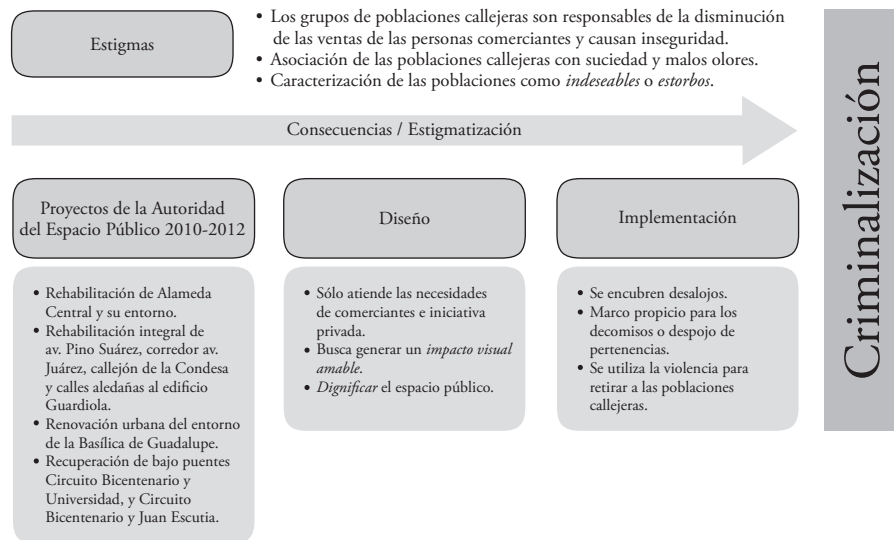 Estigmas
• Los grupos de poblaciones callejeras son responsables de la disminución
de las ventas de las personas comerciantes y causan inseguridad.
• Asociación de las poblaciones callejeras con suciedad y malos olores.
• Caracterización de las poblaciones como indeseables o estorbos.
Consecuencias / Estigmatización
Proyectos de la Autoridad
del Espacio Público 2010-2012
• Rehabilitación de Alameda
Central y su entorno.
• Rehabilitación integral de
av. Pino Suárez, corredor av.
Juárez, callejón de la Condesa
y calles aledañas al edificio
Guardiola.
• Renovación urbana del entorno
de la Basílica de Guadalupe.
• Recuperación de bajo puentes
Circuito Bicentenario y
Universidad, y Circuito
Bicentenario y Juan Escutia.
Diseño
• Sólo atiende las necesidades
de comerciantes e iniciativa
privada.
• Busca generar un impacto visual
amable.
• Dignificar el espacio público.
Implementación
• Se encubren desalojos.
• Marco propicio para los
decomisos o despojo de
pertenencias.
• Se utiliza la violencia para
retirar a las poblaciones
callejeras.
Criminalización